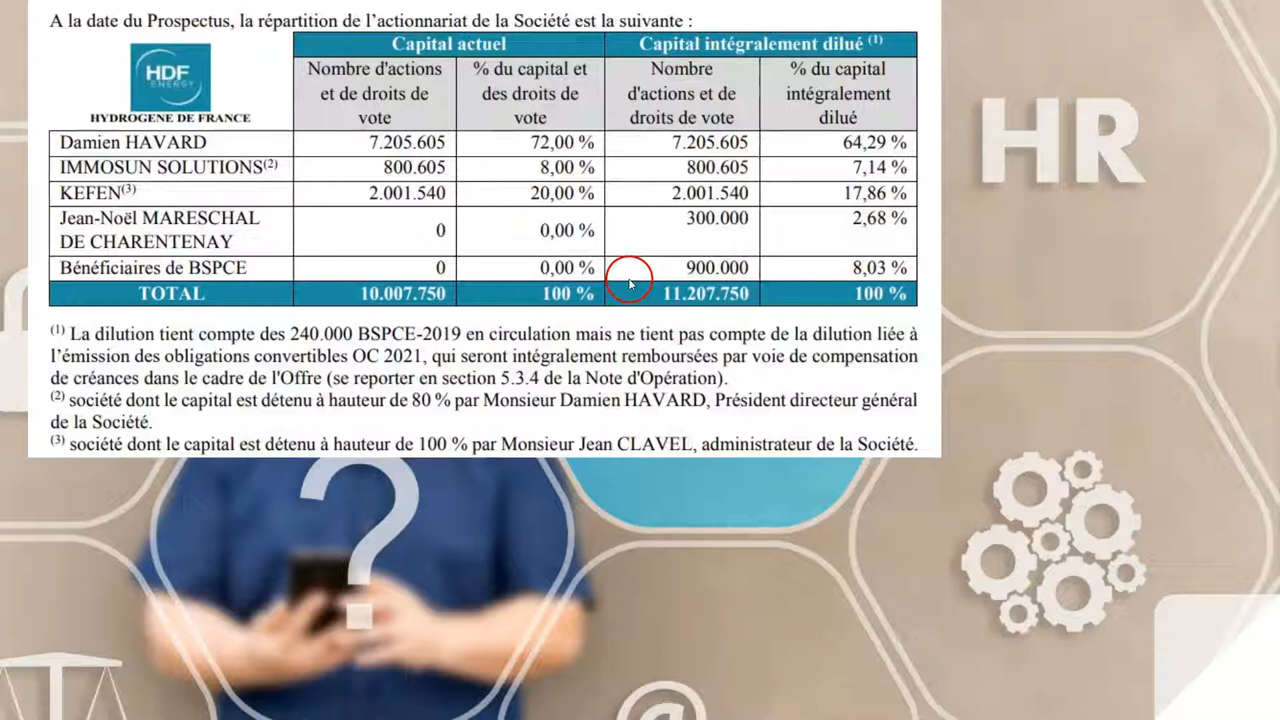 A la date du Prospectus, la répartition de l'actionnariat de la Société est la suivante :
HDF
ENERGY
HYDROGENE DE FRANCE
Capital actuel
Capital intégralement dilué (1)
Nombre d'actions et de droits de vote
% du capital et des droits de vote
Nombre d'actions et de droits de vote
% du capital intégralement dilué
Damien HAVARD 7.205.605 72,00 % 7.205.605 64,29 %
IMMOSUN SOLUTIONS(2) 800.605 8,00 % 800.605 7,14 %
KEFEN(3) 2.001.540 20,00 % 2.001.540 17,86 %
Jean-Noël MARESCHAL DE CHARENTENAY 0 0,00 % 300.000 2,68 %
Bénéficiaires de BSPCE 0 0,00 % 900.000 8,03 %
TOTAL 10.007.750 100 % 11.207.750 100 %
(1) La dilution tient compte des 240.000 BSPCE-2019 en circulation mais ne tient pas compte de la dilution liée à
l'émission des obligations convertibles OC 2021, qui seront intégralement remboursées par voie de compensation
de créances dans le cadre de l'Offre (se reporter en section 5.3.4 de la Note d'Opération).
(2) société dont le capital est détenu à hauteur de 80 % par Monsieur Damien HAVARD, Président directeur général
de la Société.
(3) société dont le capital est détenu à hauteur de 100 % par Monsieur Jean CLAVEL, administrateur de la Société.
HR
?
@